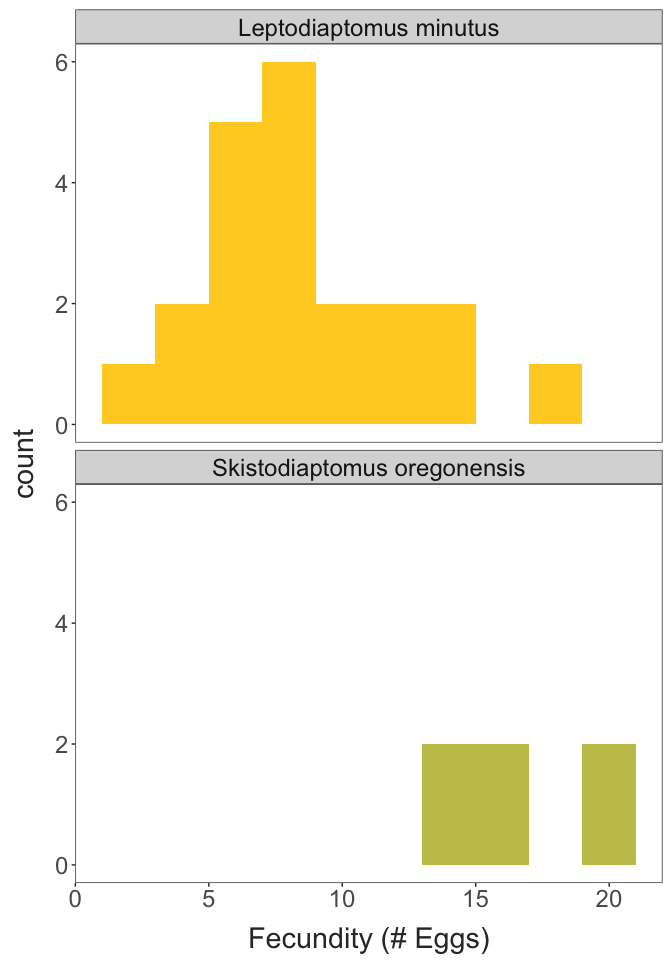 Leptodiaptomus minutus
6
4
2
0
count
Skistodiaptomus oregonensis
6
4
2
0
0 5 10 15 20
Fecundity (# Eggs)